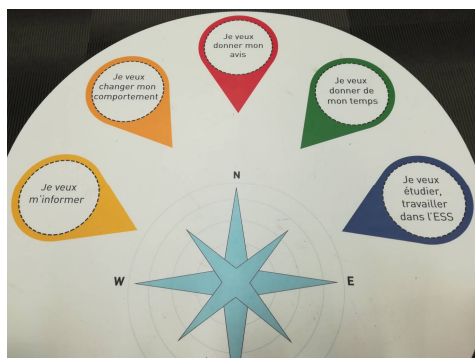 Je veux
donner mon
avis
Je veux
changer mon
comportement
Je veux
donner de
mon temps
Je veux
m'informer
Je veux
étudier,
travailler
dans l'ESS
N
W
E